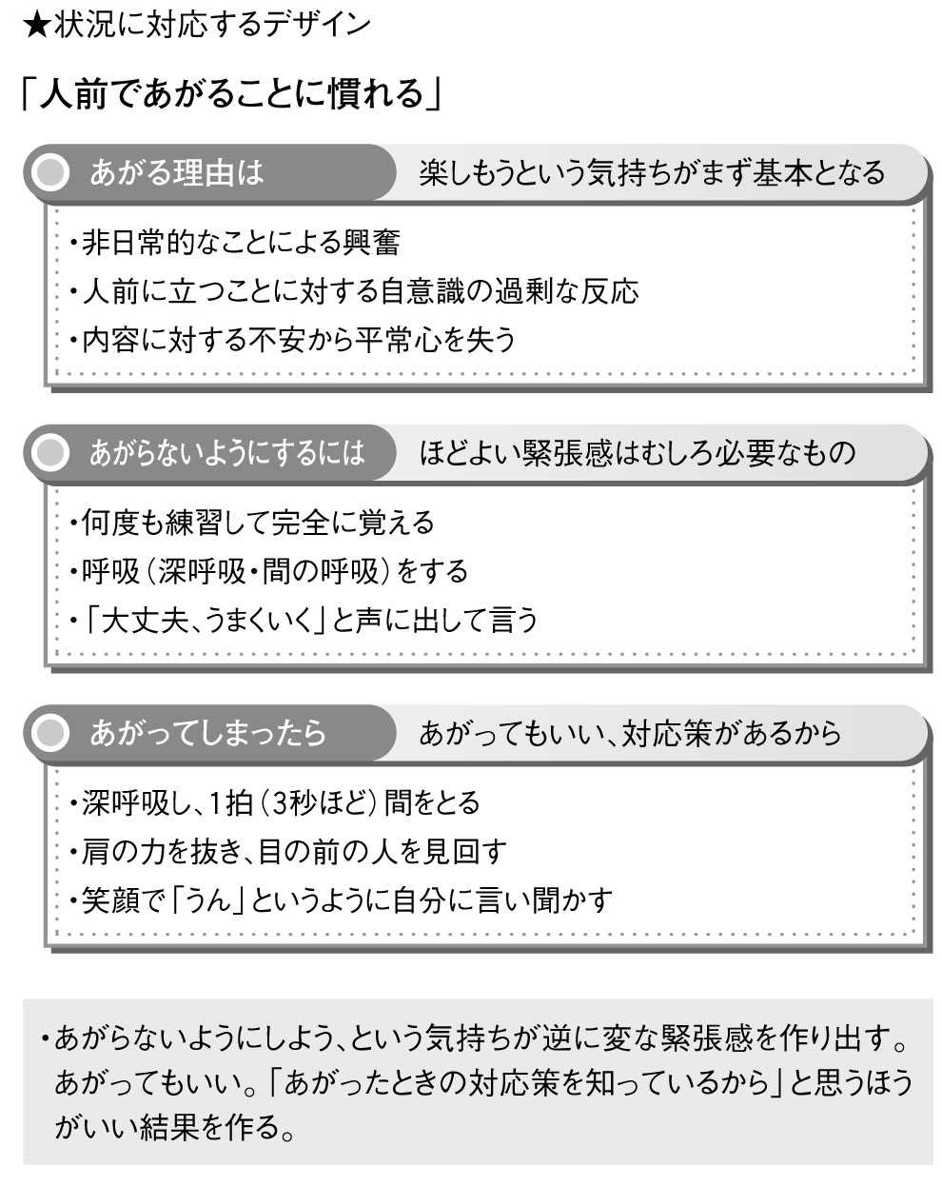 ★状況に対応するデザイン
「人前であがることに慣れる」
あがる理由は　楽しもうという気持ちがまず基本となる
・非日常的なことによる興奮
・人前に立つことに対する自意識の過剰な反応
・内容に対する不安から平常心を失う
あがらないようにするには　ほどよい緊張感はむしろ必要なもの
・何度も練習して完全に覚える
・呼吸（深呼吸・間の呼吸）をする
・「大丈夫、うまくいく」と声に出して言う
あがってしまったら　あがってもいい、対応策があるから
・深呼吸し、1拍（3秒ほど）間をとる
・肩の力を抜き、目の前の人を見回す
・笑顔で「うん」というように自分に言い聞かす
・あがらないようにしよう、という気持ちが逆に変な緊張感を作り出す。
あがってもいい。「あがったときの対応策を知っているから」と思うほう
がいい結果を作る。